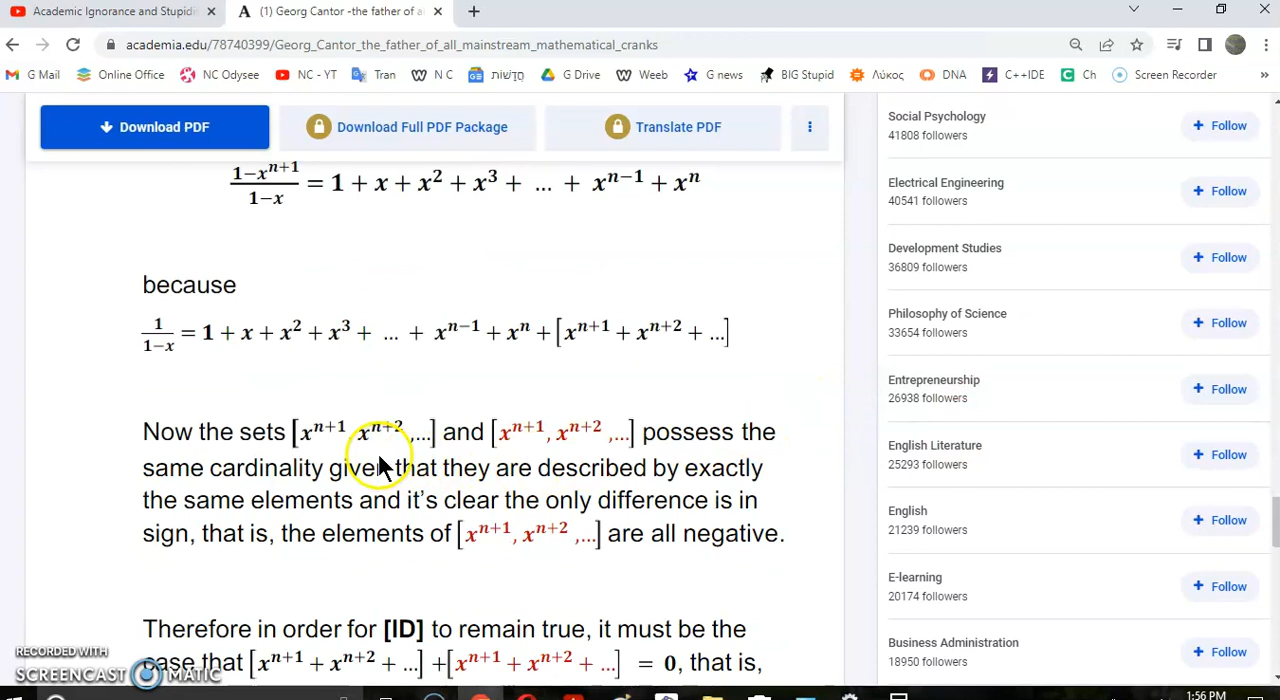 Academic Ignorance and Stupidi
(1) Georg Cantor -the father of a
academia.edu/78740399/Georg_Cantor_the_father_of_all_mainstream_mathematical_cranks
G Mail Online Office NC Odysee NC - YT Tran N C חֲדָשׁוֹת G Drive Weeb G news BIG Stupid Λύκος DNA C++IDE Ch Screen Recorder »
Download PDF Download Full PDF Package Translate PDF
\frac{1-x^{n+1}}{1-x} = 1 + x + x^2 + x^3 + ... + x^{n-1} + x^n
because
\frac{1}{1-x} = 1 + x + x^2 + x^3 + ... + x^{n-1} + x^n + [x^{n+1} + x^{n+2} + ...]
Now the sets [x^{n+1} x^{n+2} ,...] and [x^{n+1}, x^{n+2} ,...] possess the
same cardinality given that they are described by exactly
the same elements and it's clear the only difference is in
sign, that is, the elements of [x^{n+1}, x^{n+2} ,...] are all negative.
Therefore in order for [ID] to remain true, it must be the
case that [x^{n+1} + x^{n+2} + ...] +[x^{n+1} + x^{n+2} + ...] = 0, that is,
Social Psychology
41808 followers
Follow
Electrical Engineering
40541 followers
Follow
Development Studies
36809 followers
Follow
Philosophy of Science
33654 followers
Follow
Entrepreneurship
26938 followers
Follow
English Literature
25293 followers
Follow
English
21239 followers
Follow
E-learning
20174 followers
Follow
Business Administration
18950 followers
Follow
RECORDED WITH
SCREENCAST MATIC
1:56 PM